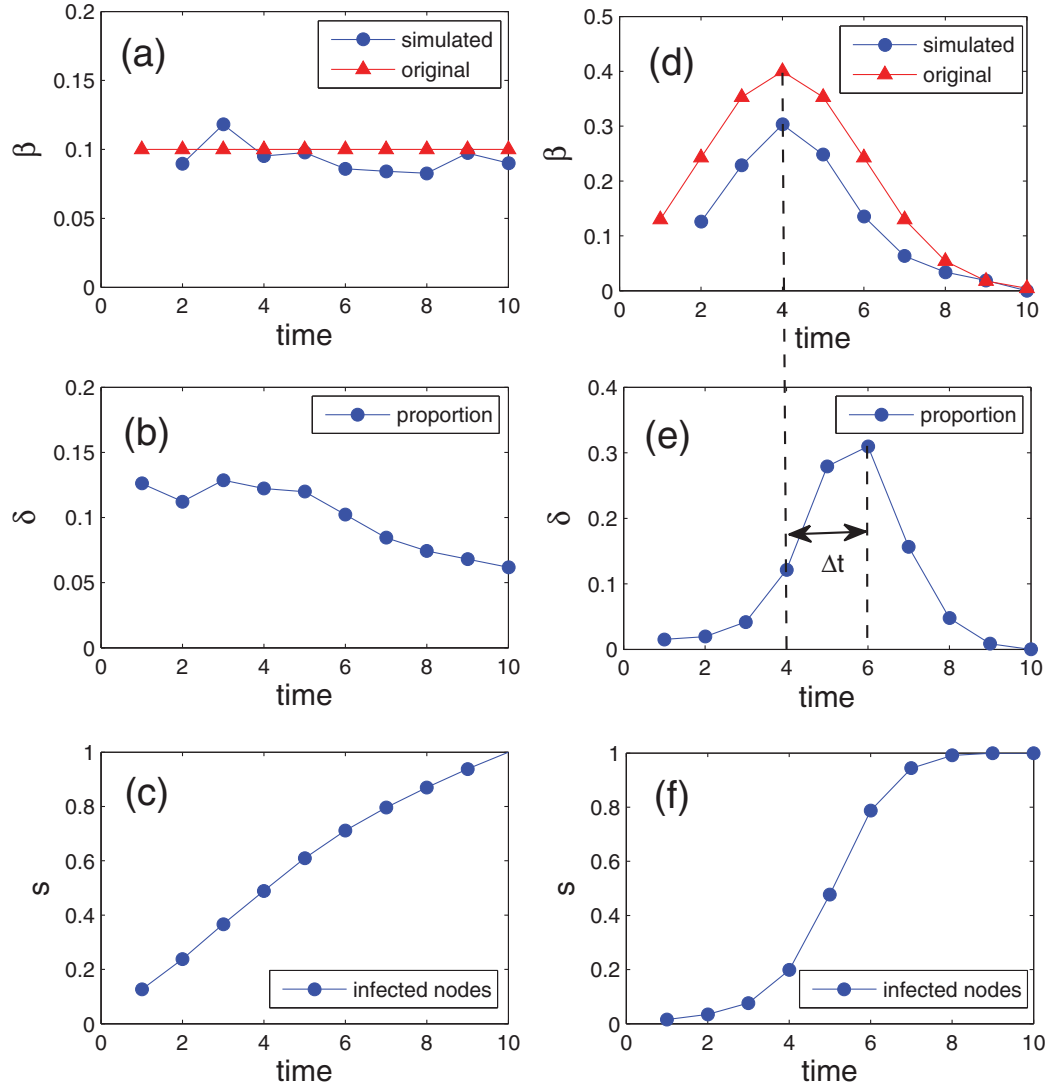 (a)
simulated
original
0.2
0.15
0.1
0.05
0
β
0 2 4 6 8 10
time
(d)
simulated
original
0.5
0.4
0.3
0.2
0.1
0
β
0 2 4 6 8 10
time
(b)
proportion
0.2
0.15
0.1
0.05
0
δ
0 2 4 6 8 10
time
(e)
proportion
0.4
0.3
0.2
0.1
0
δ
Δt
0 2 4 6 8 10
time
(c)
1
0.8
0.6
0.4
0.2
0
s
infected nodes
0 2 4 6 8 10
time
(f)
1
0.8
0.6
0.4
0.2
0
s
infected nodes
0 2 4 6 8 10
time